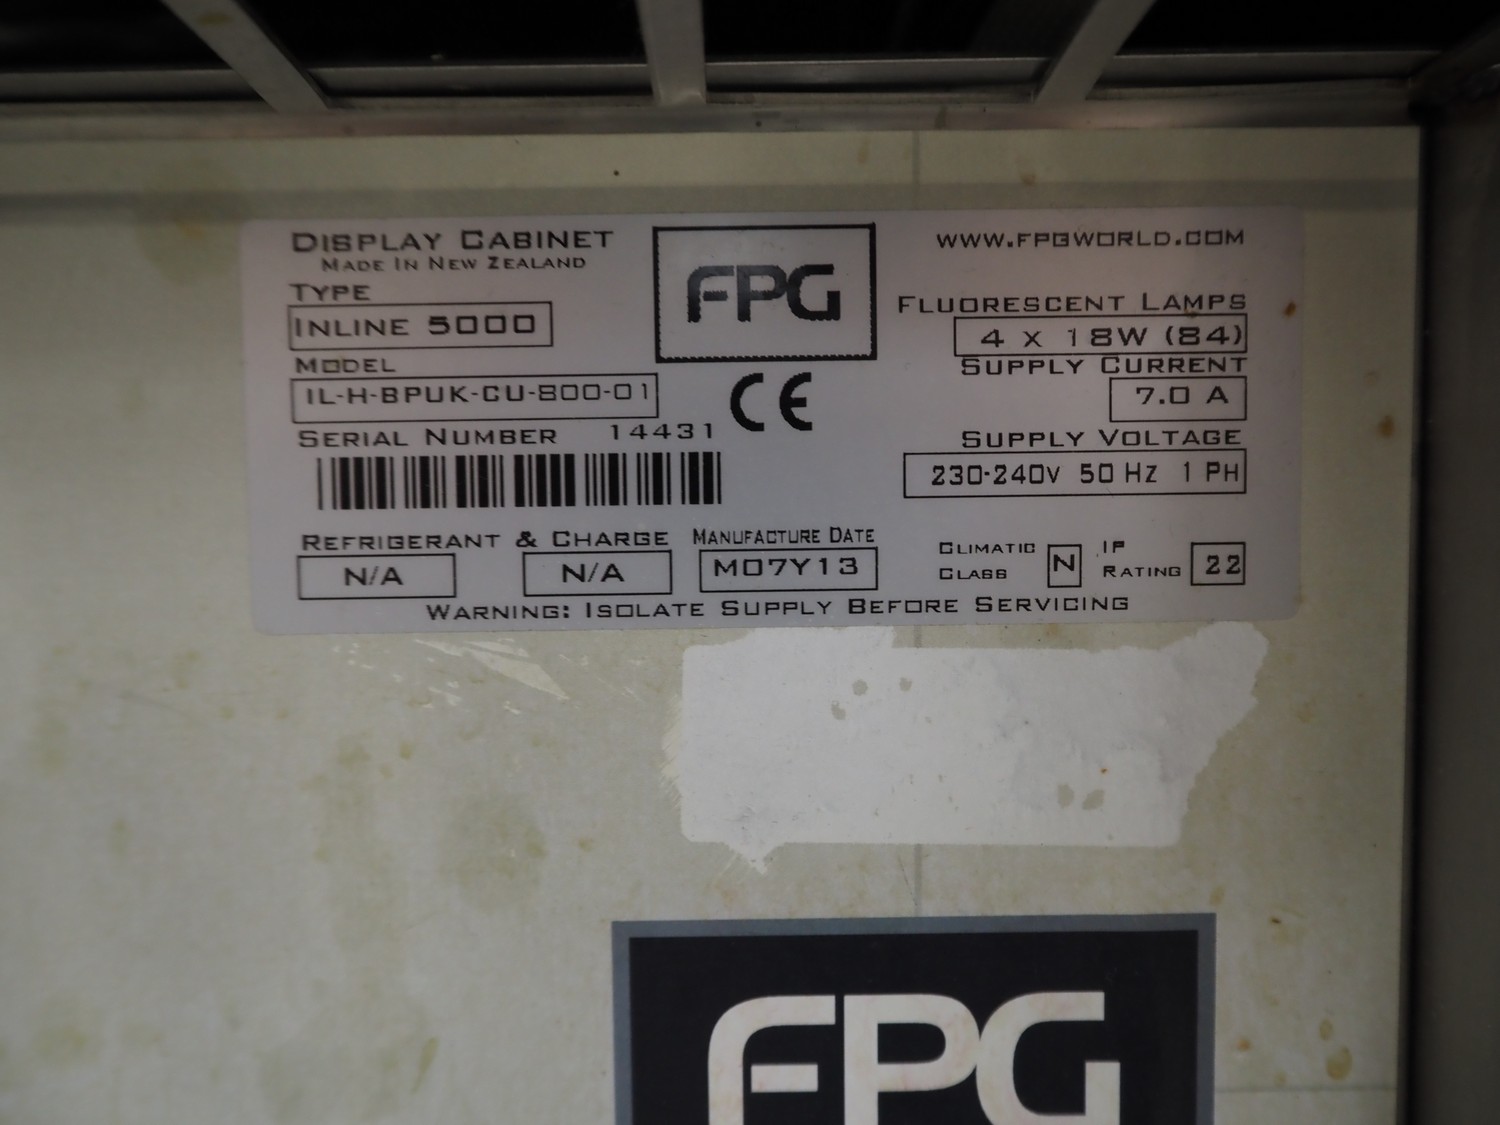 DISPLAY CABINET
MADE IN NEW ZEALAND
TYPE
INLINE 5000
MODEL
IL-H-BPUK-CU-800-01
SERIAL NUMBER 14431
FPG
CE
WWW.FPGWORLD.COM
FLUORESCENT LAMPS
4 X 18W (84)
SUPPLY CURRENT
7.0 A
SUPPLY VOLTAGE
230-240V 50 HZ 1 PH
REFRIGERANT & CHARGE
N/A N/A
MANUFACTURE DATE
M07Y13
CLIMATIC CLASS N
IP RATING 22
WARNING: ISOLATE SUPPLY BEFORE SERVICING
FPG